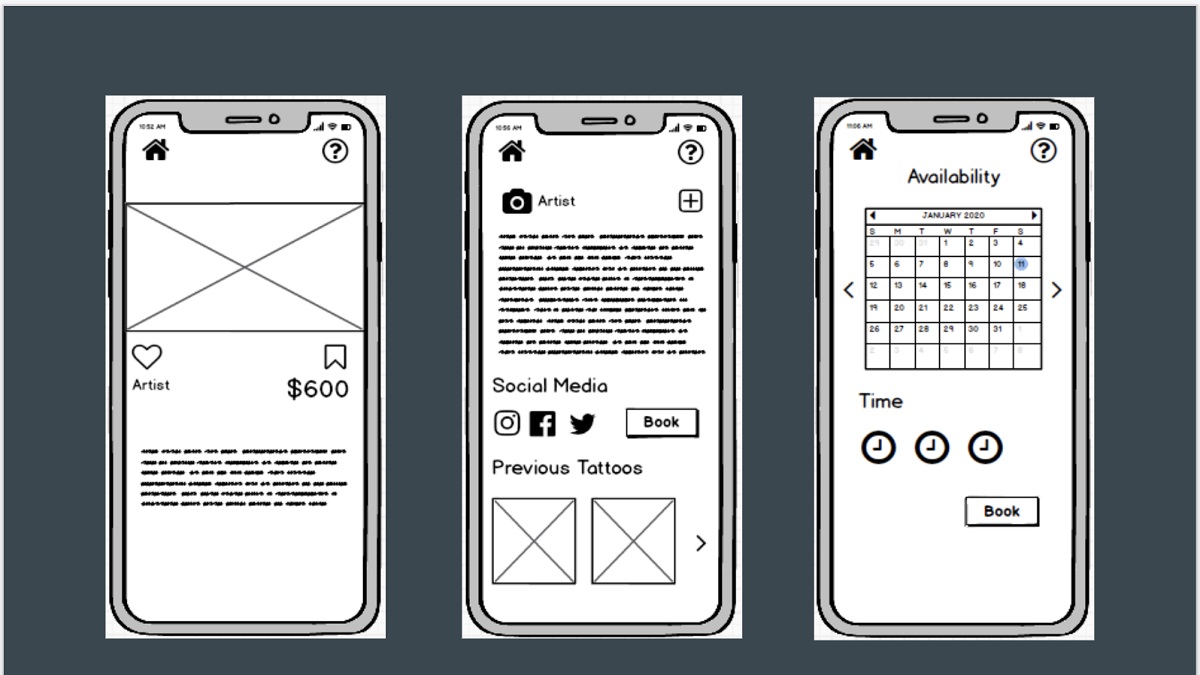 10:52 AM
Artist
$600
10:56 AM
Artist
Social Media
Book
Previous Tattoos
11:06 AM
Availability
JANUARY 2020
S M T W T F S
29 30 31 1 2 3 4
5 6 7 8 9 10 11
12 13 14 15 16 17 18
19 20 21 22 23 24 25
26 27 28 29 30 31 1
2 3 4 5 6 7 8
Time
Book